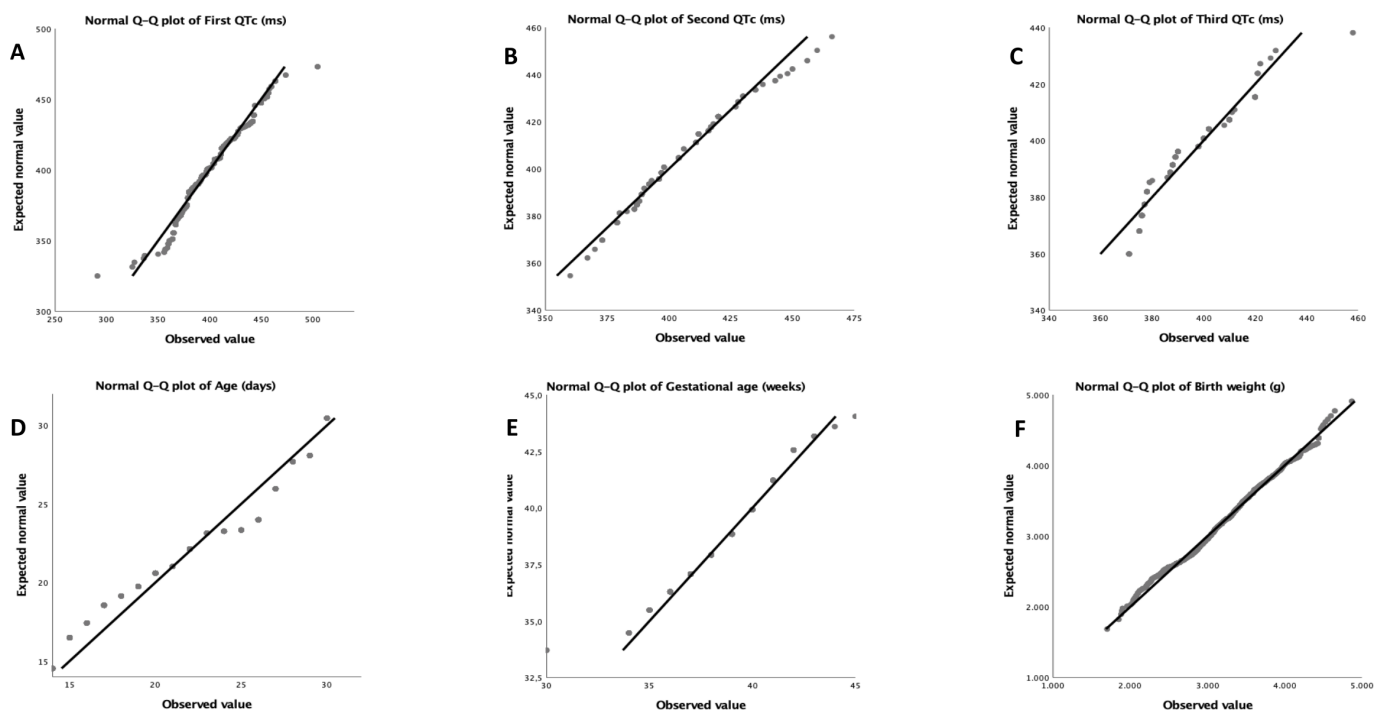 A
Normal Q-Q plot of First QTc (ms)
Expected normal value
500
450
400
350
300
250
300
350
400
450
500
Observed value
B
Normal Q-Q plot of Second QTc (ms)
Expected normal value
460
440
420
400
380
360
340
350
375
400
425
450
475
Observed value
C
Normal Q-Q plot of Third QTc (ms)
Expected normal value
440
420
400
380
360
340
340
360
380
400
420
440
460
Observed value
D
Normal Q-Q plot of Age (days)
Expected normal value
30
25
20
15
15
20
25
30
Observed value
E
Normal Q-Q plot of Gestational age (weeks)
Expected normal value
45,0
42,5
40,0
37,5
35,0
32,5
30
35
40
45
Observed value
F
Normal Q-Q plot of Birth weight (g)
Expected normal value
5.000
4.000
3.000
2.000
1.000
1.000
2.000
3.000
4.000
5.000
Observed value